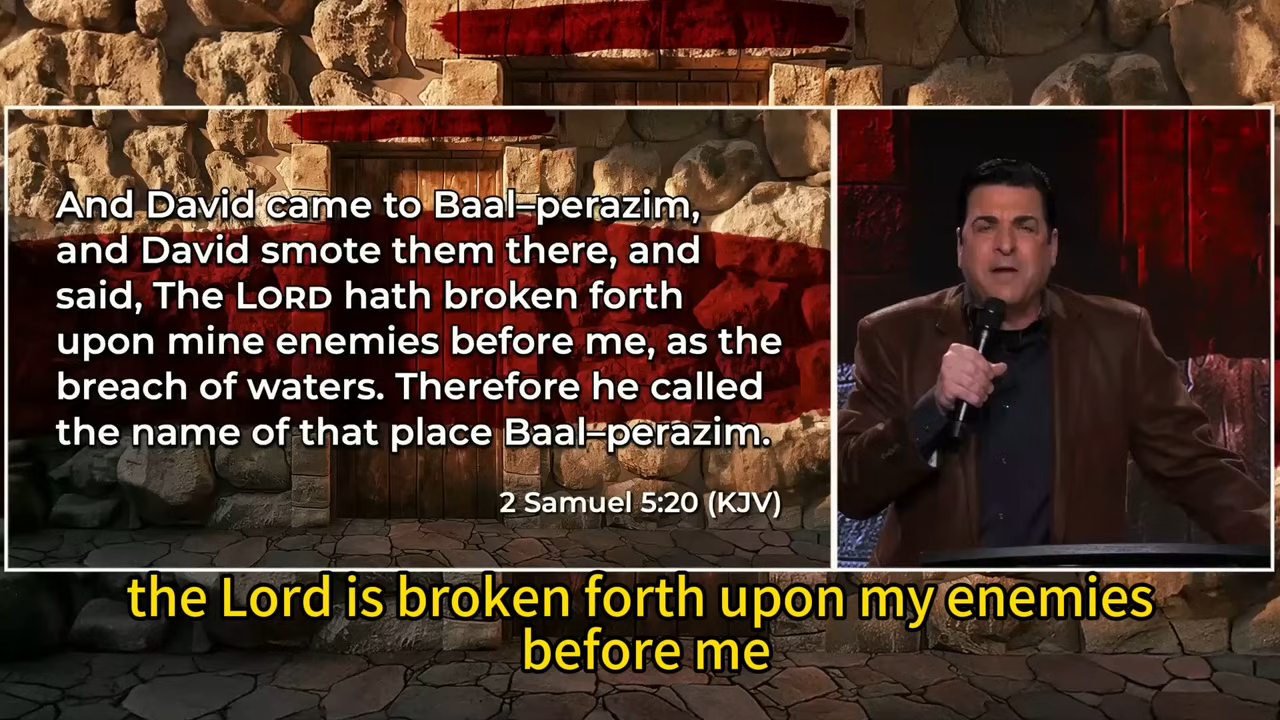 And David came to Baal–perazim,
and David smote them there, and
said, The LORD hath broken forth
upon mine enemies before me, as the
breach of waters. Therefore he called
the name of that place Baal–perazim.
2 Samuel 5:20 (KJV)
the Lord is broken forth upon my enemies
before me